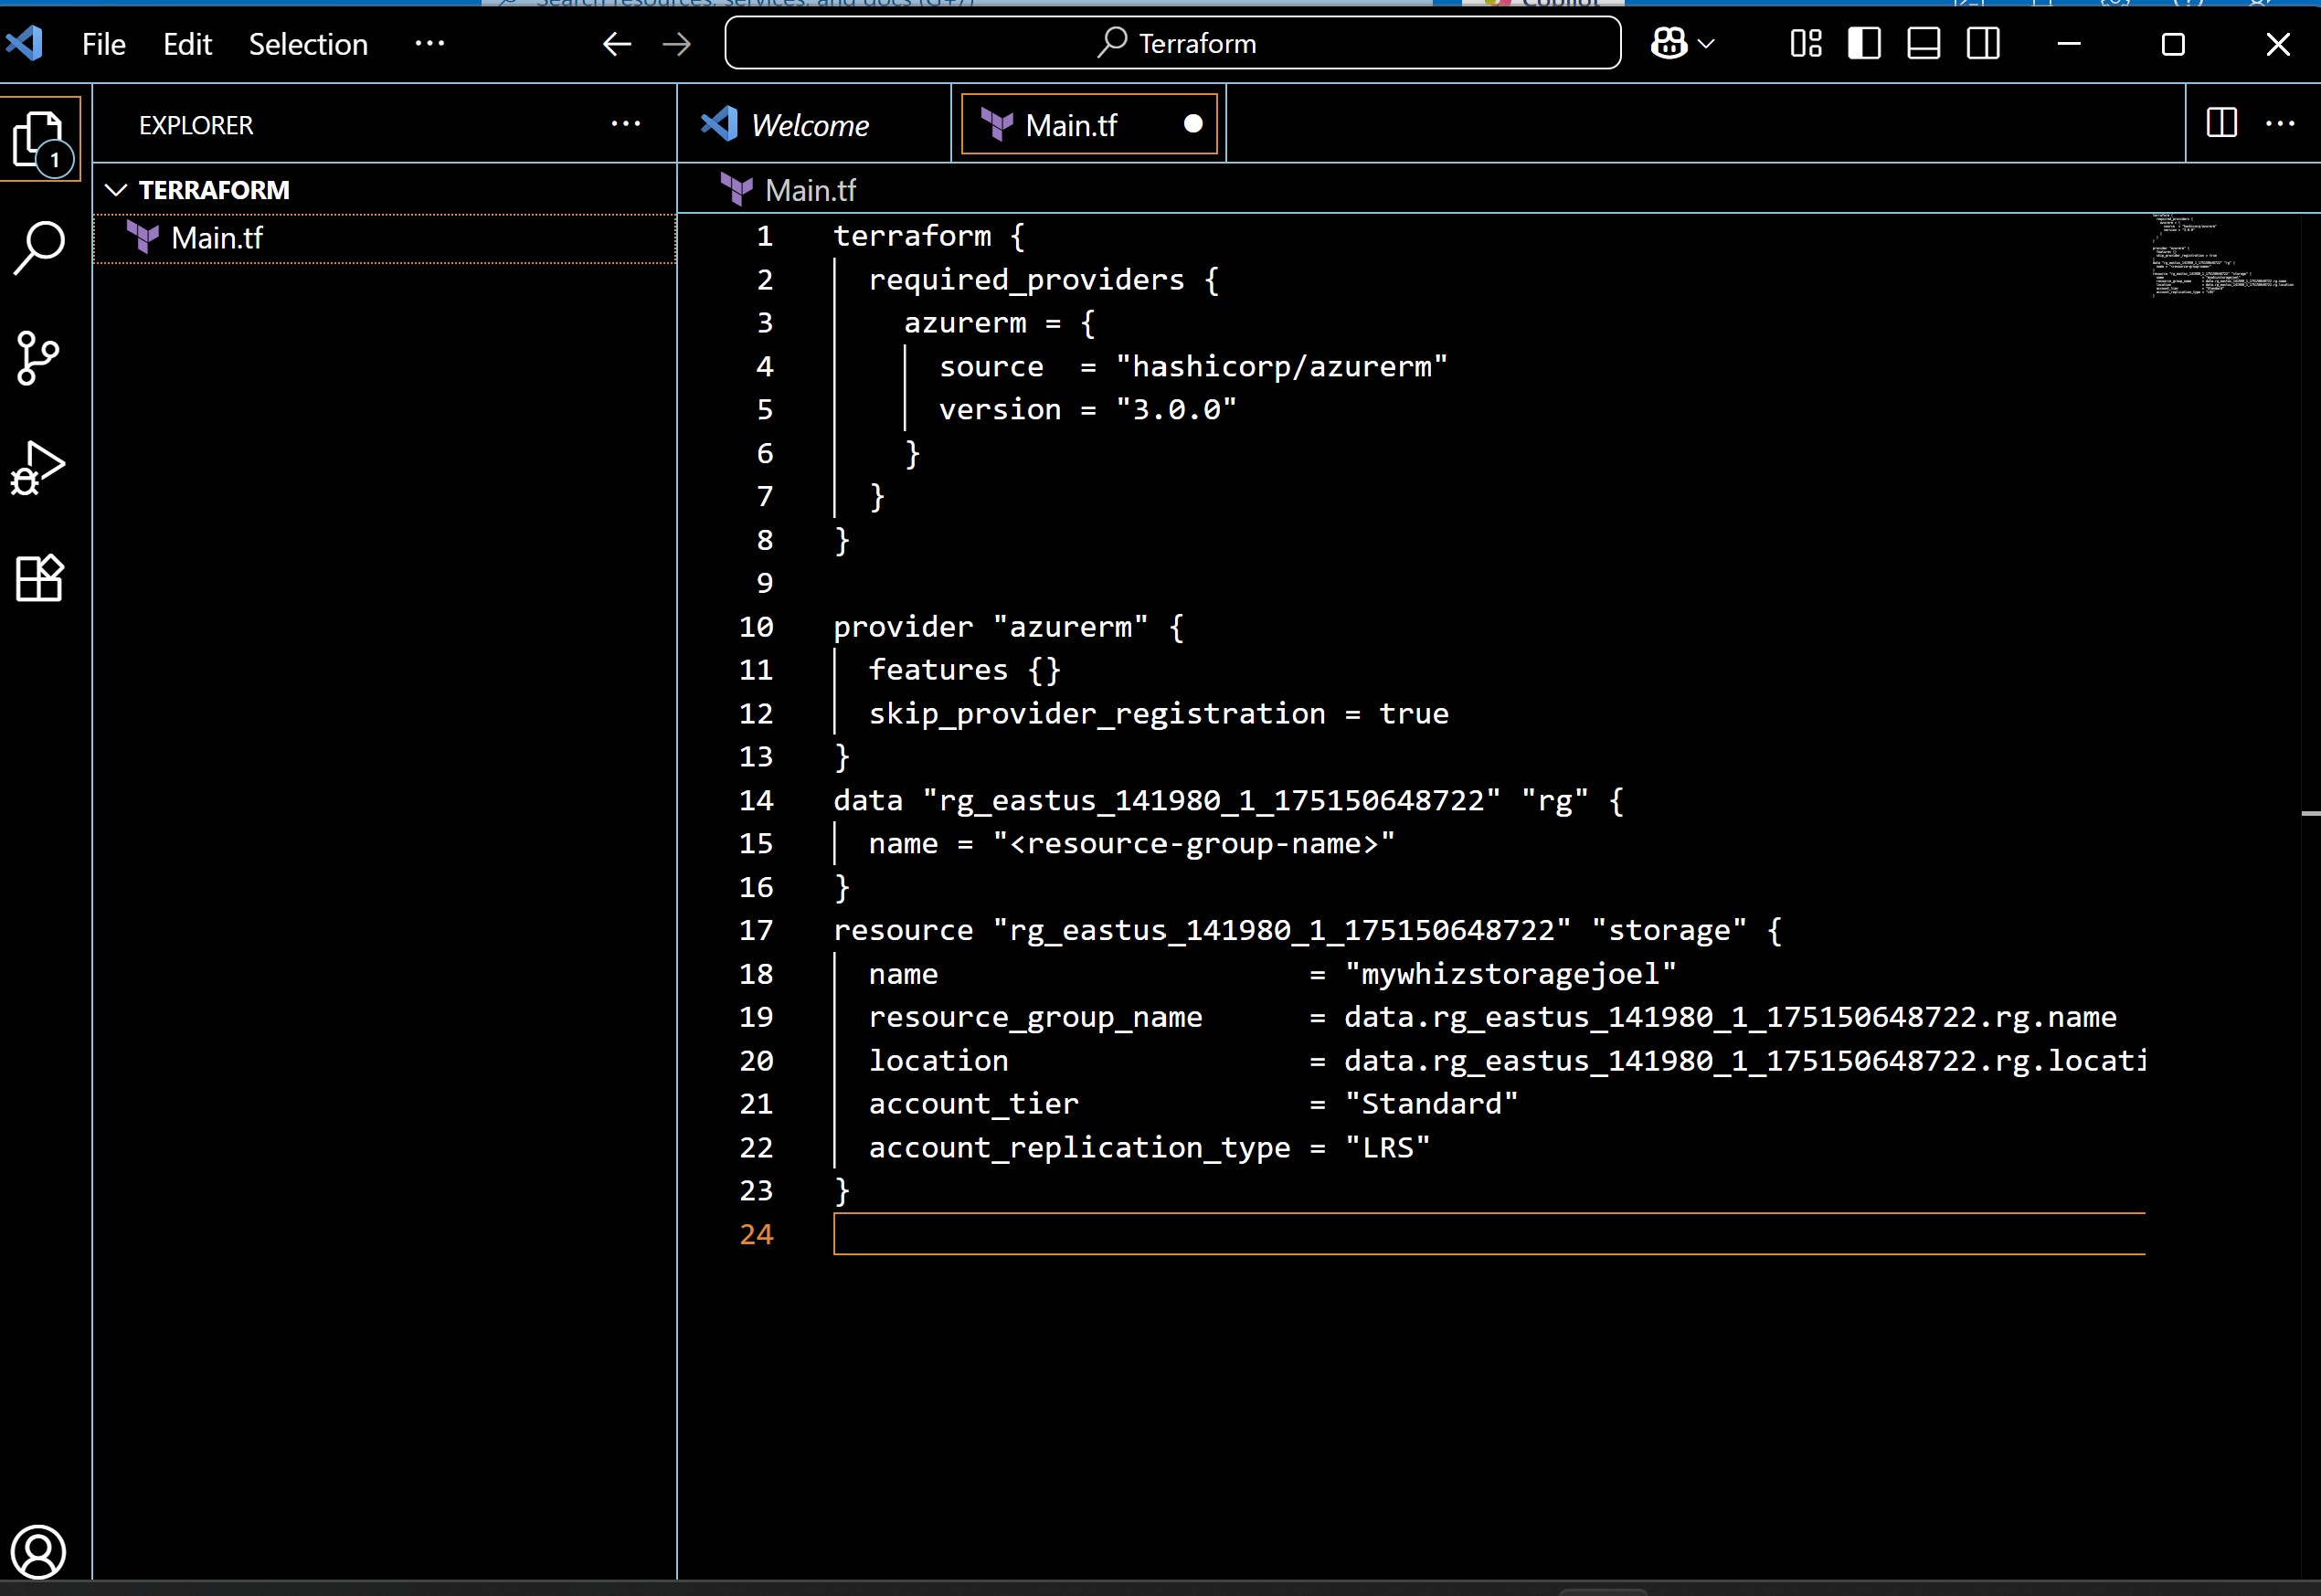 File Edit Selection ··· ← → Terraform
EXPLORER ···
Welcome
Main.tf
1
TERRAFORM
Main.tf
Main.tf
1 terraform {
2   required_providers {
3     azurerm = {
4       source  = "hashicorp/azurerm"
5       version = "3.0.0"
6     }
7   }
8 }
9
10 provider "azurerm" {
11   features {}
12   skip_provider_registration = true
13 }
14 data "rg_eastus_141980_1_175150648722" "rg" {
15   name = "<resource-group-name>"
16 }
17 resource "rg_eastus_141980_1_175150648722" "storage" {
18   name                     = "mywhizstoragejoel"
19   resource_group_name      = data.rg_eastus_141980_1_175150648722.rg.name
20   location                 = data.rg_eastus_141980_1_175150648722.rg.locati
21   account_tier             = "Standard"
22   account_replication_type = "LRS"
23 }
24